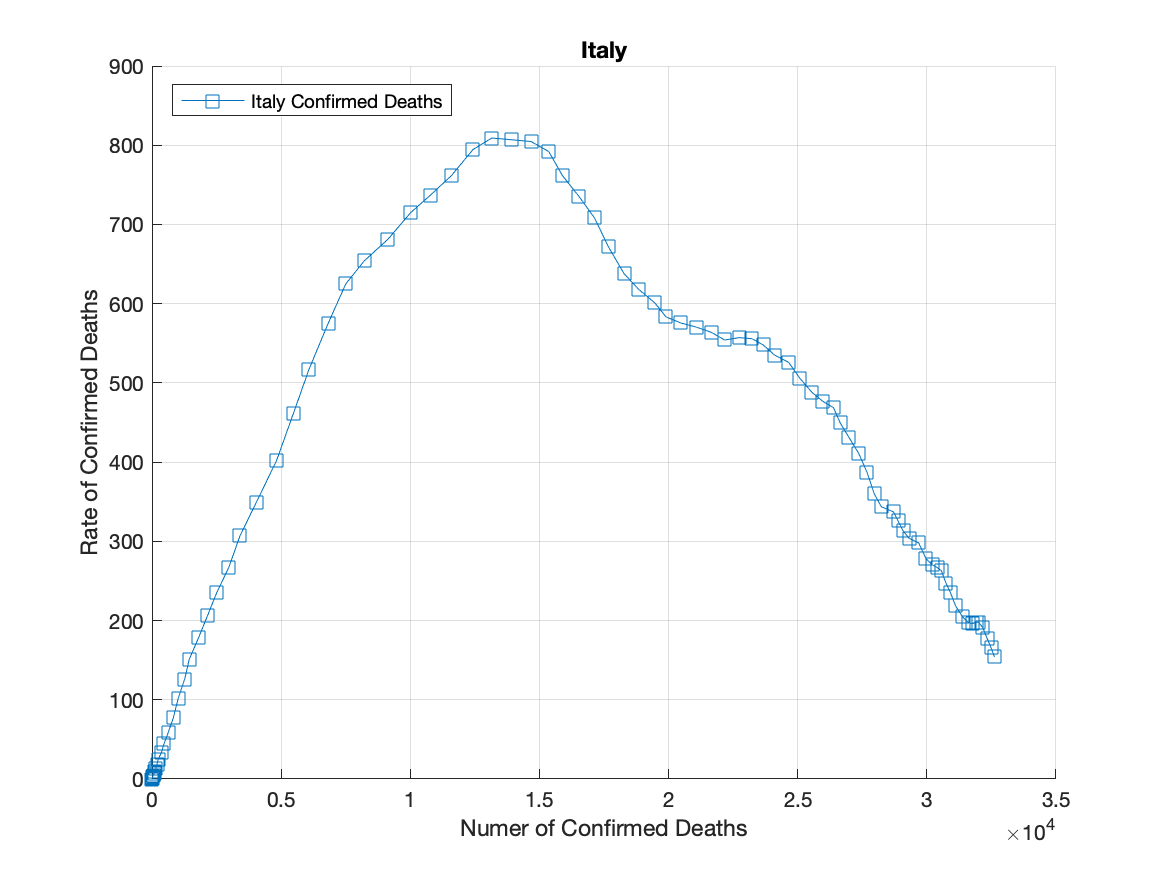 Italy
Italy Confirmed Deaths
900
800
700
600
500
400
300
200
100
0
Rate of Confirmed Deaths
0 0.5 1 1.5 2 2.5 3 3.5
×10⁴
Numer of Confirmed Deaths